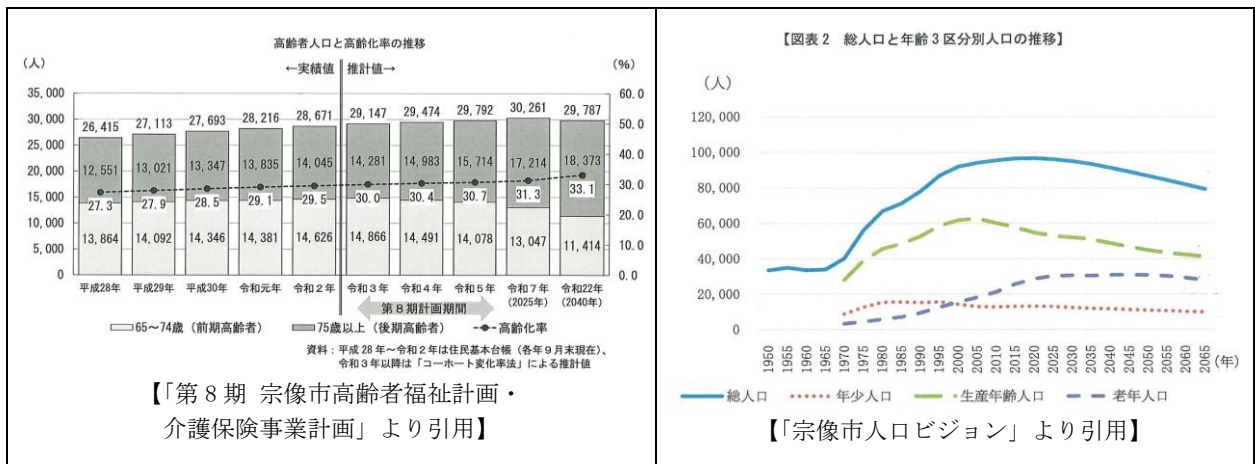 高齢者人口と高齢化率の推移
(人) ←実績値 推計値→ (%)
35,000 60.0
30,000 50.0
25,000 40.0
20,000 30.0
15,000 20.0
10,000 10.0
5,000 0.0
0
26,415 27,113 27,693 28,216 28,671 29,147 29,474 29,792 30,261 29,787
12,551 13,021 13,347 13,835 14,045 14,281 14,983 15,714 17,214 18,373
27.3 27.9 28.5 29.1 29.5 30.0 30.4 30.7 31.3 33.1
13,864 14,092 14,346 14,381 14,626 14,866 14,491 14,078 13,047 11,414
平成28年 平成29年 平成30年 令和元年 令和2年 令和3年 令和4年 令和5年 令和7年 令和22年
(2025年) (2040年)
第8期計画期間
65~74歳(前期高齢者) 75歳以上(後期高齢者) 高齢化率
資料:平成28年~令和2年は住民基本台帳(各年9月末現在)、
令和3年以降は「コーホート変化率法」による推計値
【「第8期 宗像市高齢者福祉計画・
介護保険事業計画」より引用】
【図表2 総人口と年齢3区分別人口の推移】
(人)
120,000
100,000
80,000
60,000
40,000
20,000
0
1950 1955 1960 1965 1970 1975 1980 1985 1990 1995 2000 2005 2010 2015 2020 2025 2030 2035 2040 2045 2050 2055 2060 2065 (年)
総人口 年少人口 生産年齢人口 老年人口
【「宗像市人口ビジョン」より引用】